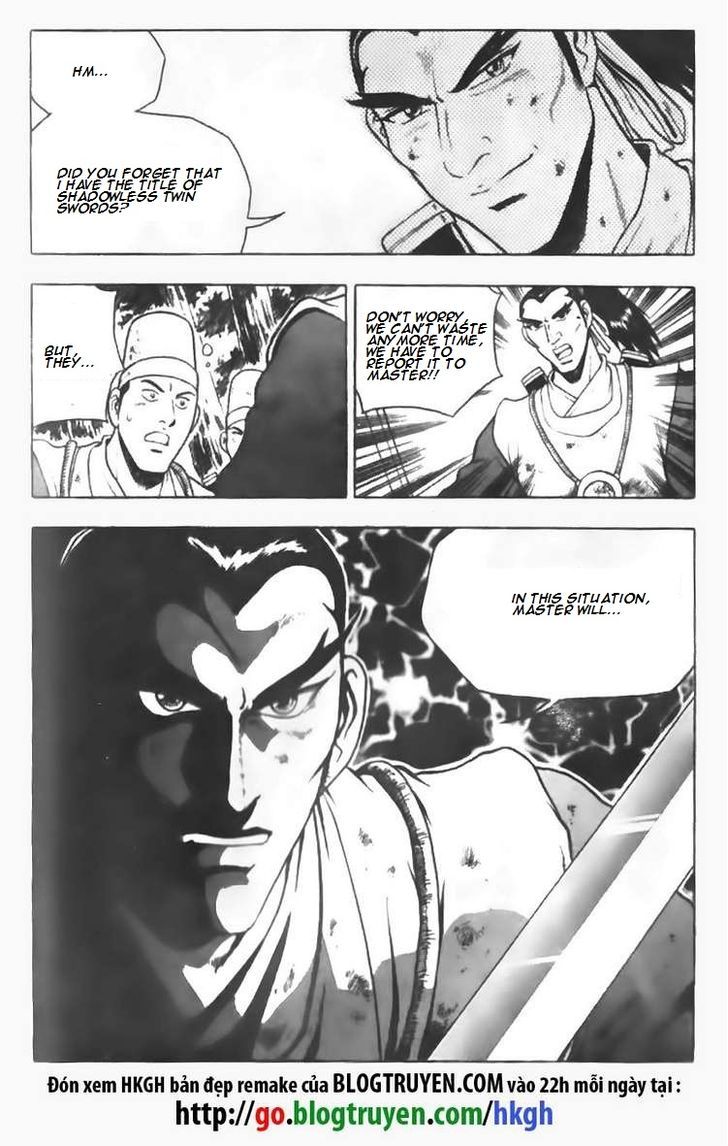 HM...
DID YOU FORGET THAT
I HAVE THE TITLE OF
SHADOWLESS TWIN
SWORDS?
BUT,
THEY...
DON'T WORRY,
WE CAN'T WASTE
ANYMORE TIME,
WE HAVE TO
REPORT IT TO
MASTER!!
IN THIS SITUATION,
MASTER WILL...
Đón xem HKGH bản đẹp remake của BLOGTRUYEN.COM vào 22h mỗi ngày tại :
http://go.blogtruyen.com/hkgh